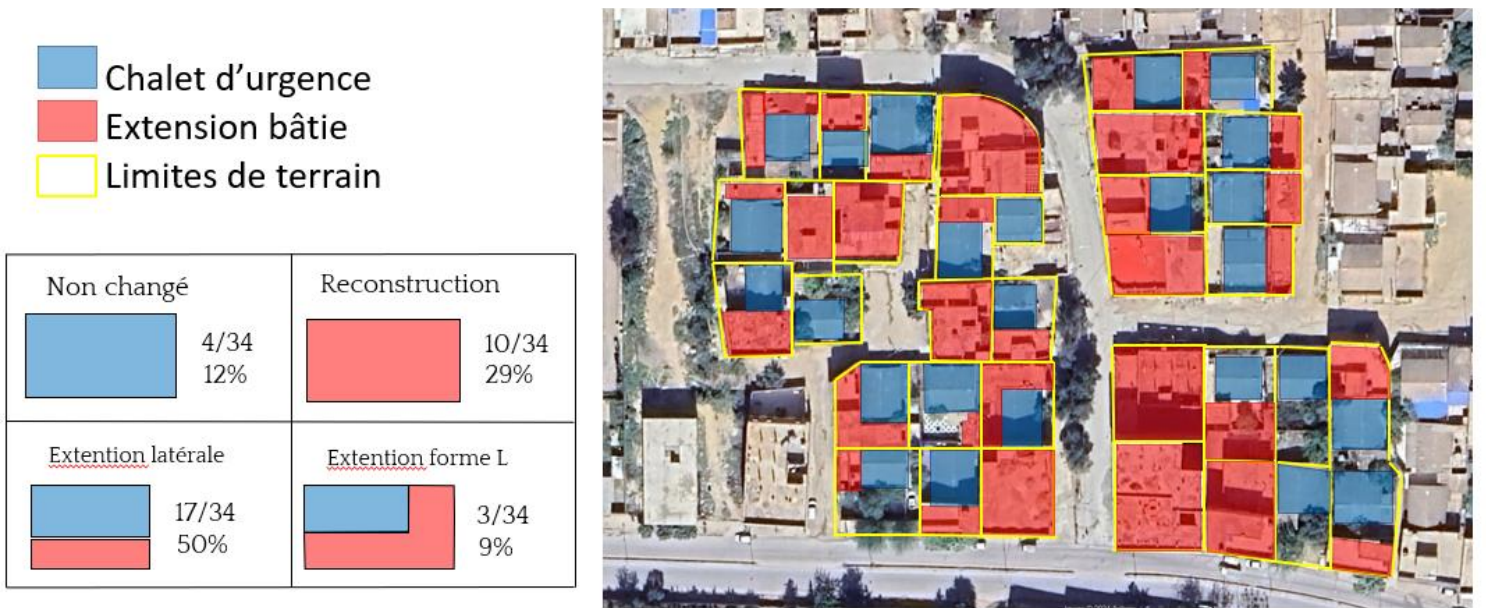 Chalet d'urgence
Extension bâtie
Limites de terrain
Non changé
4/34
12%
Reconstruction
10/34
29%
Extention latérale
17/34
50%
Extention forme L
3/34
9%